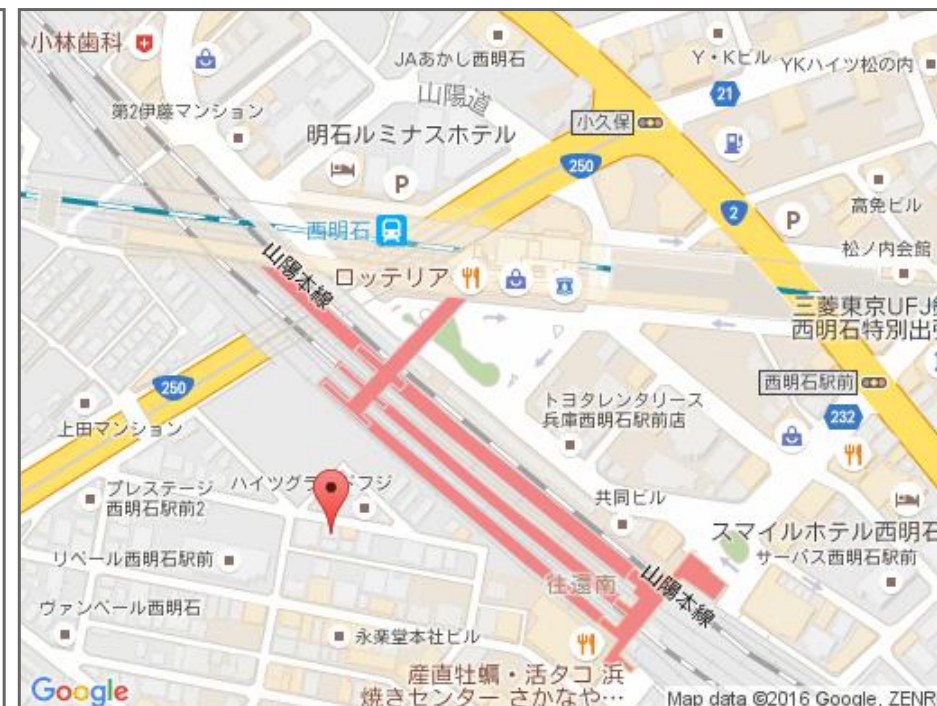 小林歯科
JAあかし西明石
Y・Kビル
YKハイツ松の内
山陽道
21
第2伊藤マンション
明石ルミナスホテル
小久保
250
P
2
P
高免ビル
西明石
松ノ内会館
山陽本線
ロッテリア
三菱東京UFJ
西明石特別出
250
西明石駅前
トヨタレンタリース
兵庫西明石駅前店
232
上田マンション
プレステージ
西明石駅前2
共同ビル
スマイルホテル西明石
サーパス西明石駅前
リベール西明石駅前
往還南
山陽本線
ヴァンベール西明石
永楽堂本社ビル
産直牡蠣・活タコ 浜
焼きセンター さかなや…
Google
Map data ©2016 Google, ZENR